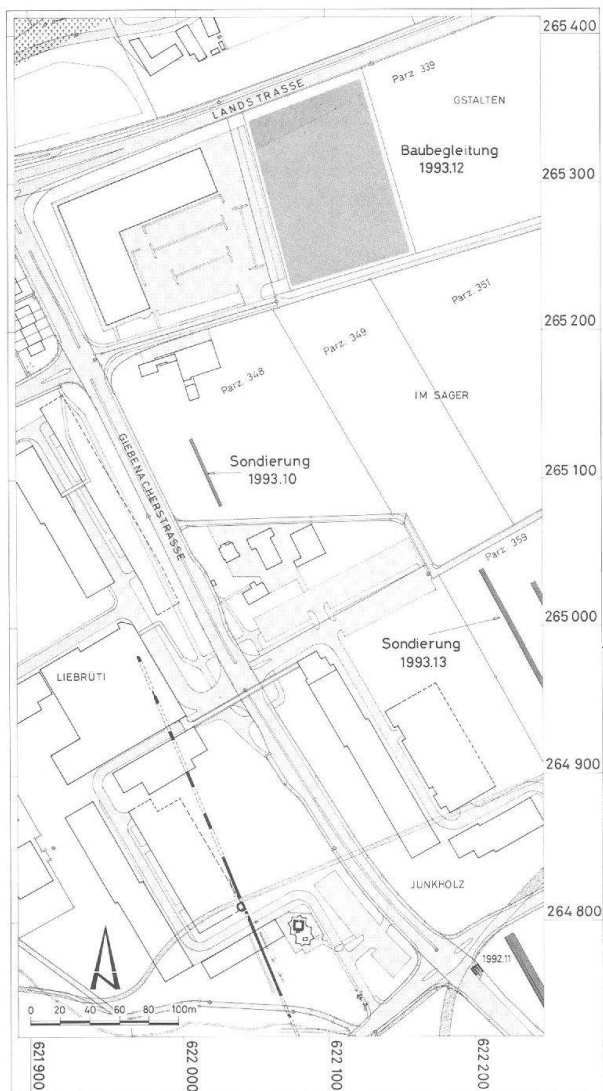 265 400
Parz. 339
LANDSTRASSE
GSTALTEN
Baubegleitung
1993.12
265 300
Parz. 351
265 200
Parz. 349
Parz. 348
IM SAGER
Sondierung
1993.10
265 100
GIEBENACHERSTRASSE
Parz. 359
265 000
Sondierung
1993.13
LIEBRÜTI
264 900
JUNKHOLZ
264 800
1992.11
N
0 20 40 60 80 100m
621 900
622 000
622 100
622 200